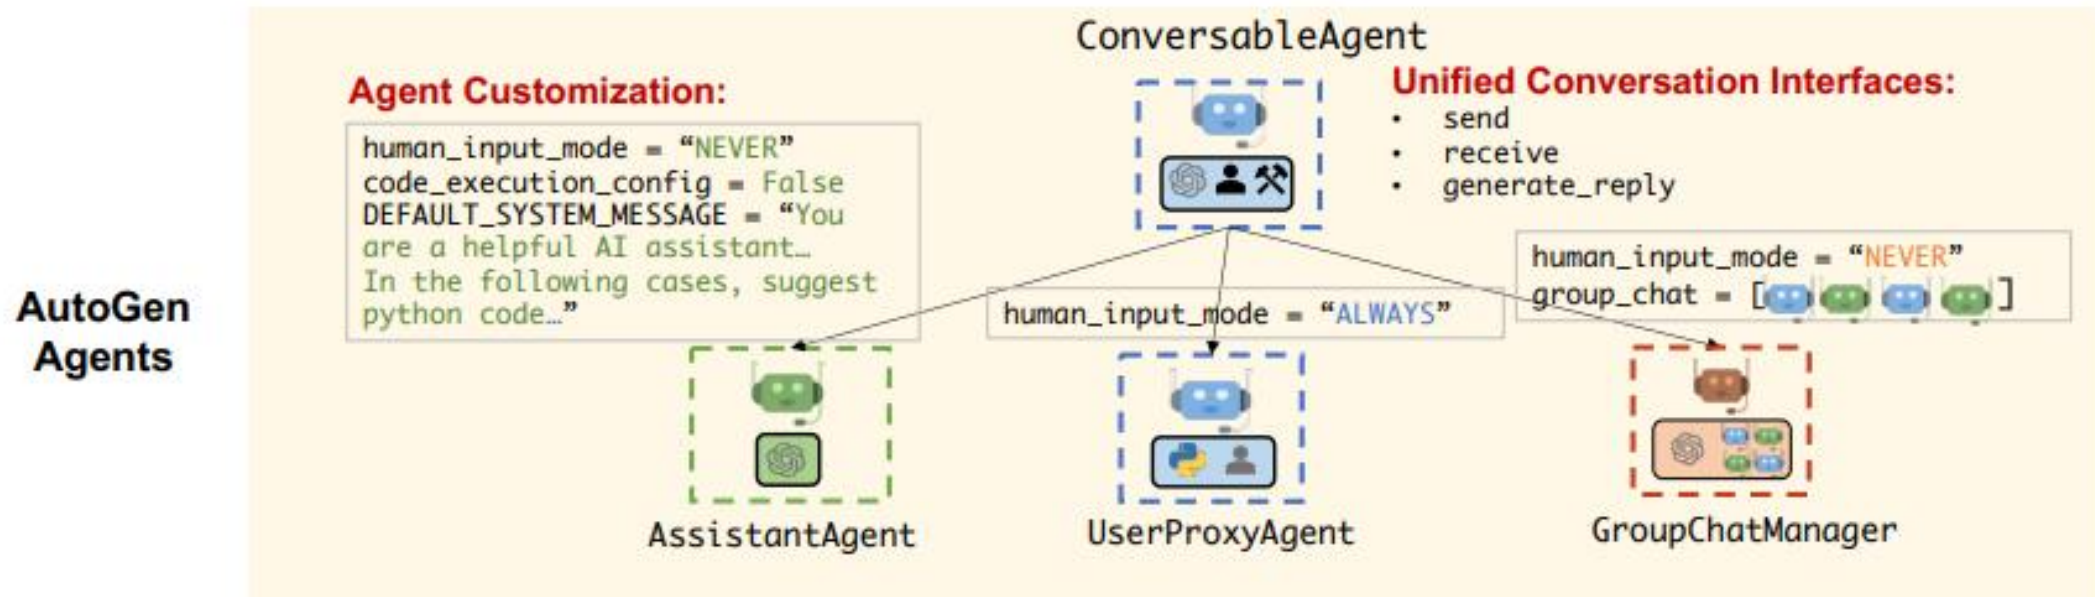 ConversableAgent
Agent Customization:
human_input_mode = “NEVER”
code_execution_config = False
DEFAULT_SYSTEM_MESSAGE = “You
are a helpful AI assistant…
In the following cases, suggest
python code…”
Unified Conversation Interfaces:
• send
• receive
• generate_reply
human_input_mode = “NEVER”
group_chat = [ ]
human_input_mode = “ALWAYS”
AutoGen
Agents
AssistantAgent
UserProxyAgent
GroupChatManager